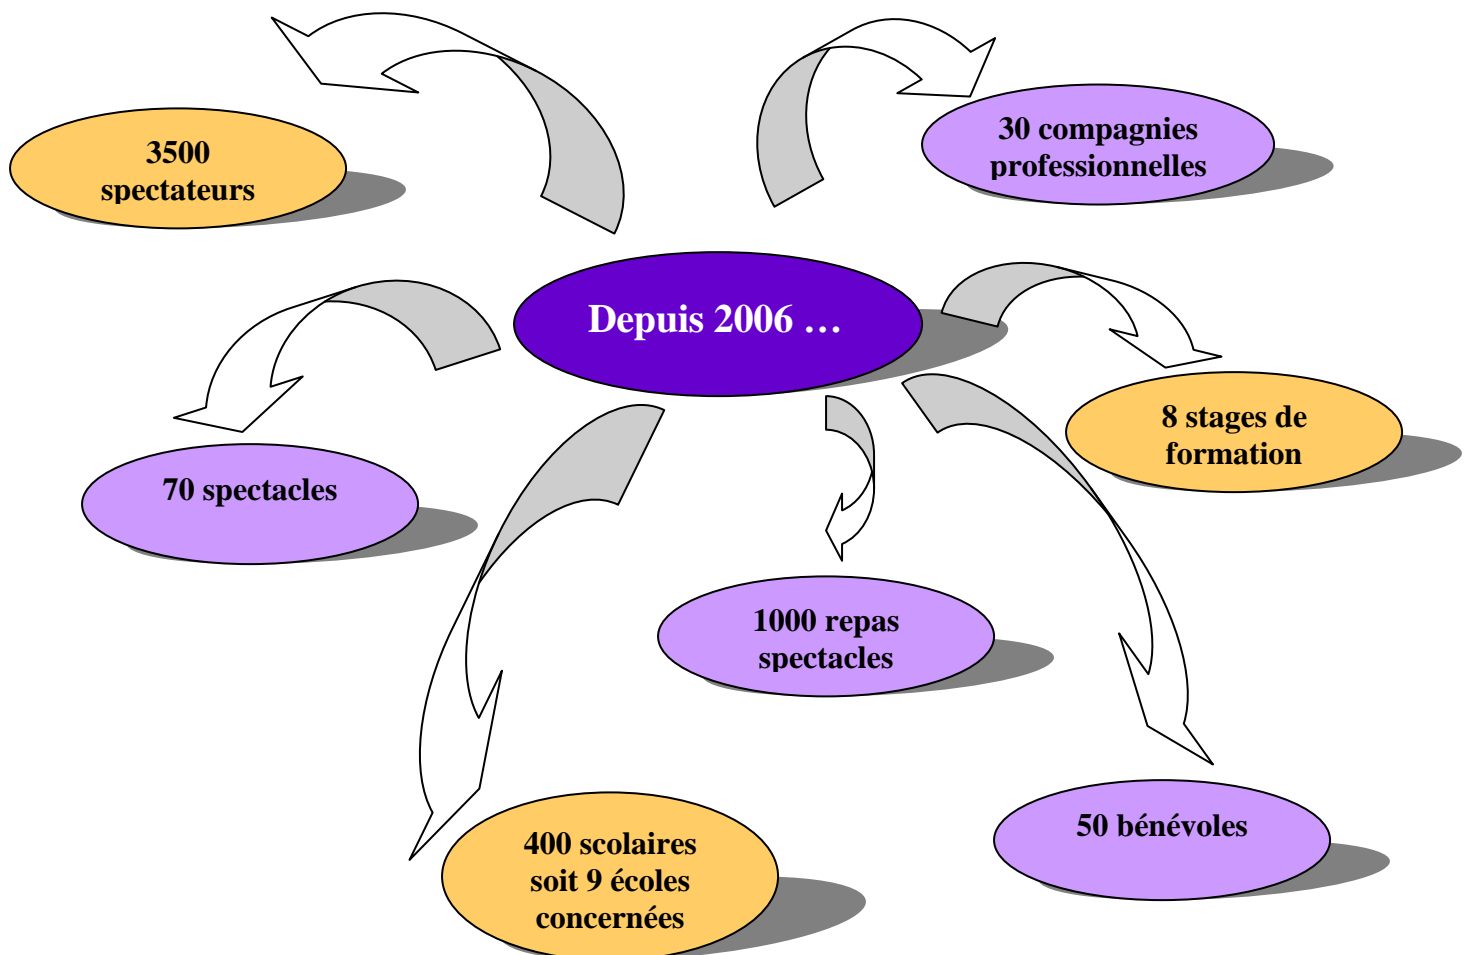 3500
spectateurs
30 compagnies
professionnelles
Depuis 2006 …
8 stages de
formation
70 spectacles
1000 repas
spectacles
50 bénévoles
400 scolaires
soit 9 écoles
concernées